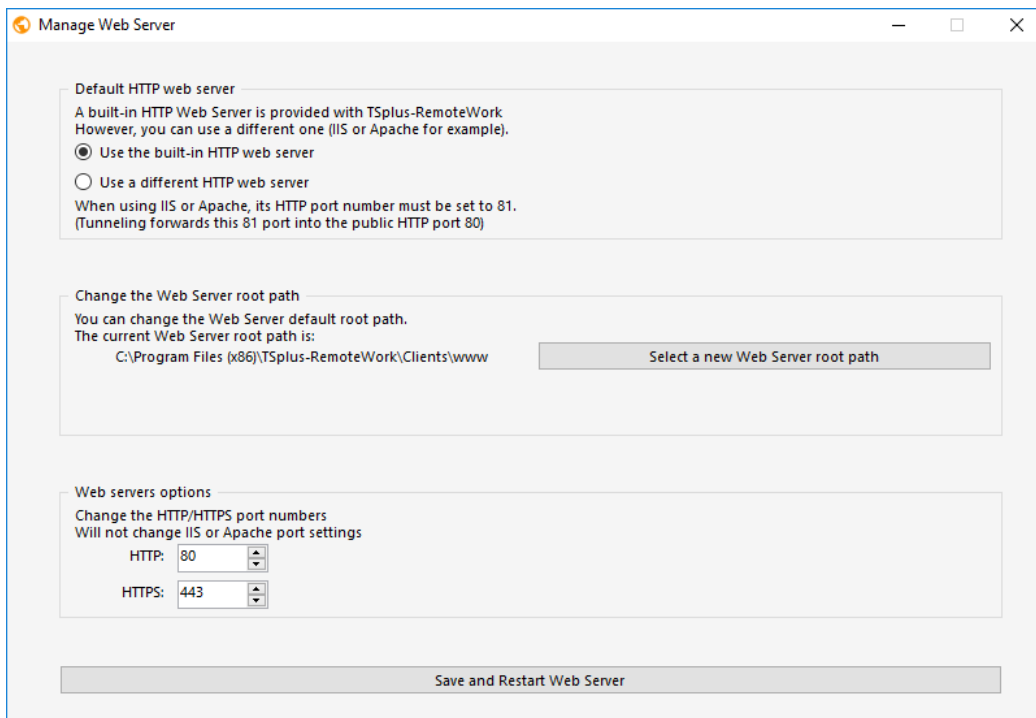 Manage Web Server
Default HTTP web server
A built-in HTTP Web Server is provided with TSplus-RemoteWork
However, you can use a different one (IIS or Apache for example).
Use the built-in HTTP web server
Use a different HTTP web server
When using IIS or Apache, its HTTP port number must be set to 81.
(Tunneling forwards this 81 port into the public HTTP port 80)
Change the Web Server root path
You can change the Web Server default root path.
The current Web Server root path is:
C:\Program Files (x86)\TSplus-RemoteWork\Clients\www
Select a new Web Server root path
Web servers options
Change the HTTP/HTTPS port numbers
Will not change IIS or Apache port settings
HTTP: 80
HTTPS: 443
Save and Restart Web Server